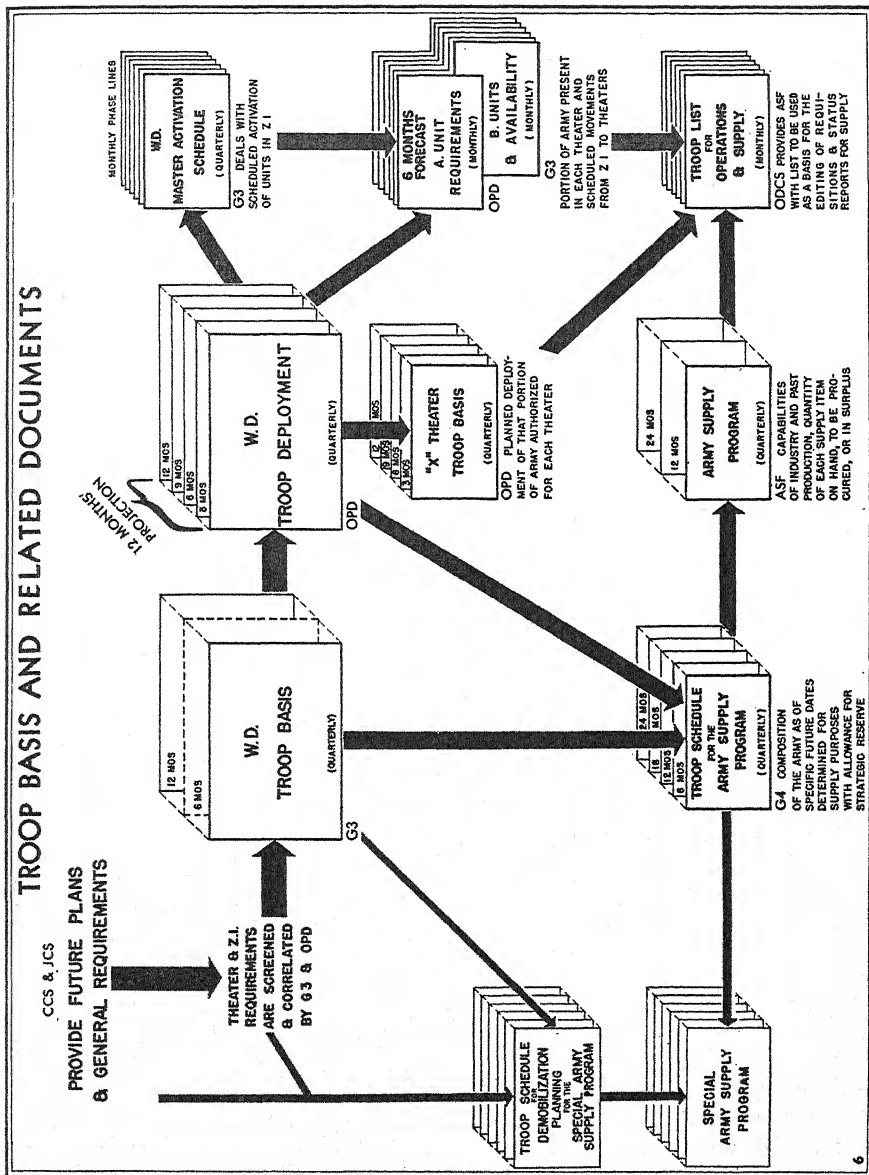 TROOP BASIS AND RELATED DOCUMENTS
CCS & JCS
PROVIDE FUTURE PLANS
& GENERAL REQUIREMENTS
THEATER & Z.I.
REQUIREMENTS
ARE SCREENED
& CORRELATED
BY G3 & OPD
12 MOS
6 MOS
W.D.
TROOP BASIS
(QUARTERLY)
G3
12 MONTHS'
PROJECTION
12 MOS
9 MOS
6 MOS
3 MOS
W.D.
TROOP DEPLOYMENT
(QUARTERLY)
OPD
MONTHLY PHASE LINES
W.D.
MASTER ACTIVATION
SCHEDULE
(QUARTERLY)
G3 DEALS WITH
SCHEDULED ACTIVATION
OF UNITS IN Z.I
6 MONTHS
FORECAST
A. UNIT
REQUIREMENTS
(MONTHLY)
OPD
B. UNITS
& AVAILABILITY
(MONTHLY)
G3
PORTION OF ARMY PRESENT
IN EACH THEATER AND
SCHEDULED MOVEMENTS
FROM Z I TO THEATERS
12
MOS
9 MOS
6 MOS
3 MOS
"X" THEATER
TROOP BASIS
(QUARTERLY)
OPD PLANNED DEPLOY-
MENT OF THAT PORTION
OF ARMY AUTHORIZED
FOR EACH THEATER
TROOP LIST
FOR
OPERATIONS
& SUPPLY
(MONTHLY)
ODCS PROVIDES ASF
WITH LIST TO BE USED
AS A BASIS FOR THE
EDITING OF REQUI-
SITIONS & STATUS
REPORTS FOR SUPPLY
24 MOS
12 MOS
ARMY SUPPLY
PROGRAM
(QUARTERLY)
ASF CAPABILITIES
OF INDUSTRY AND PAST
PRODUCTION, QUANTITY
OF EACH SUPPLY ITEM
ON HAND, TO BE PRO-
CURED, OR IN SURPLUS
24 MOS
18
MOS
12 MOS
6 MOS
TROOP SCHEDULE
FOR THE
ARMY SUPPLY
PROGRAM
(QUARTERLY)
G4 COMPOSITION
OF THE ARMY AS OF
SPECIFIC FUTURE DATES
DETERMINED FOR
SUPPLY PURPOSES
WITH ALLOWANCE FOR
STRATEGIC RESERVE
TROOP SCHEDULE
FOR
DEMOBILIZATION
PLANNING
FOR THE
SPECIAL ARMY
SUPPLY PROGRAM
SPECIAL
ARMY SUPPLY
PROGRAM
6